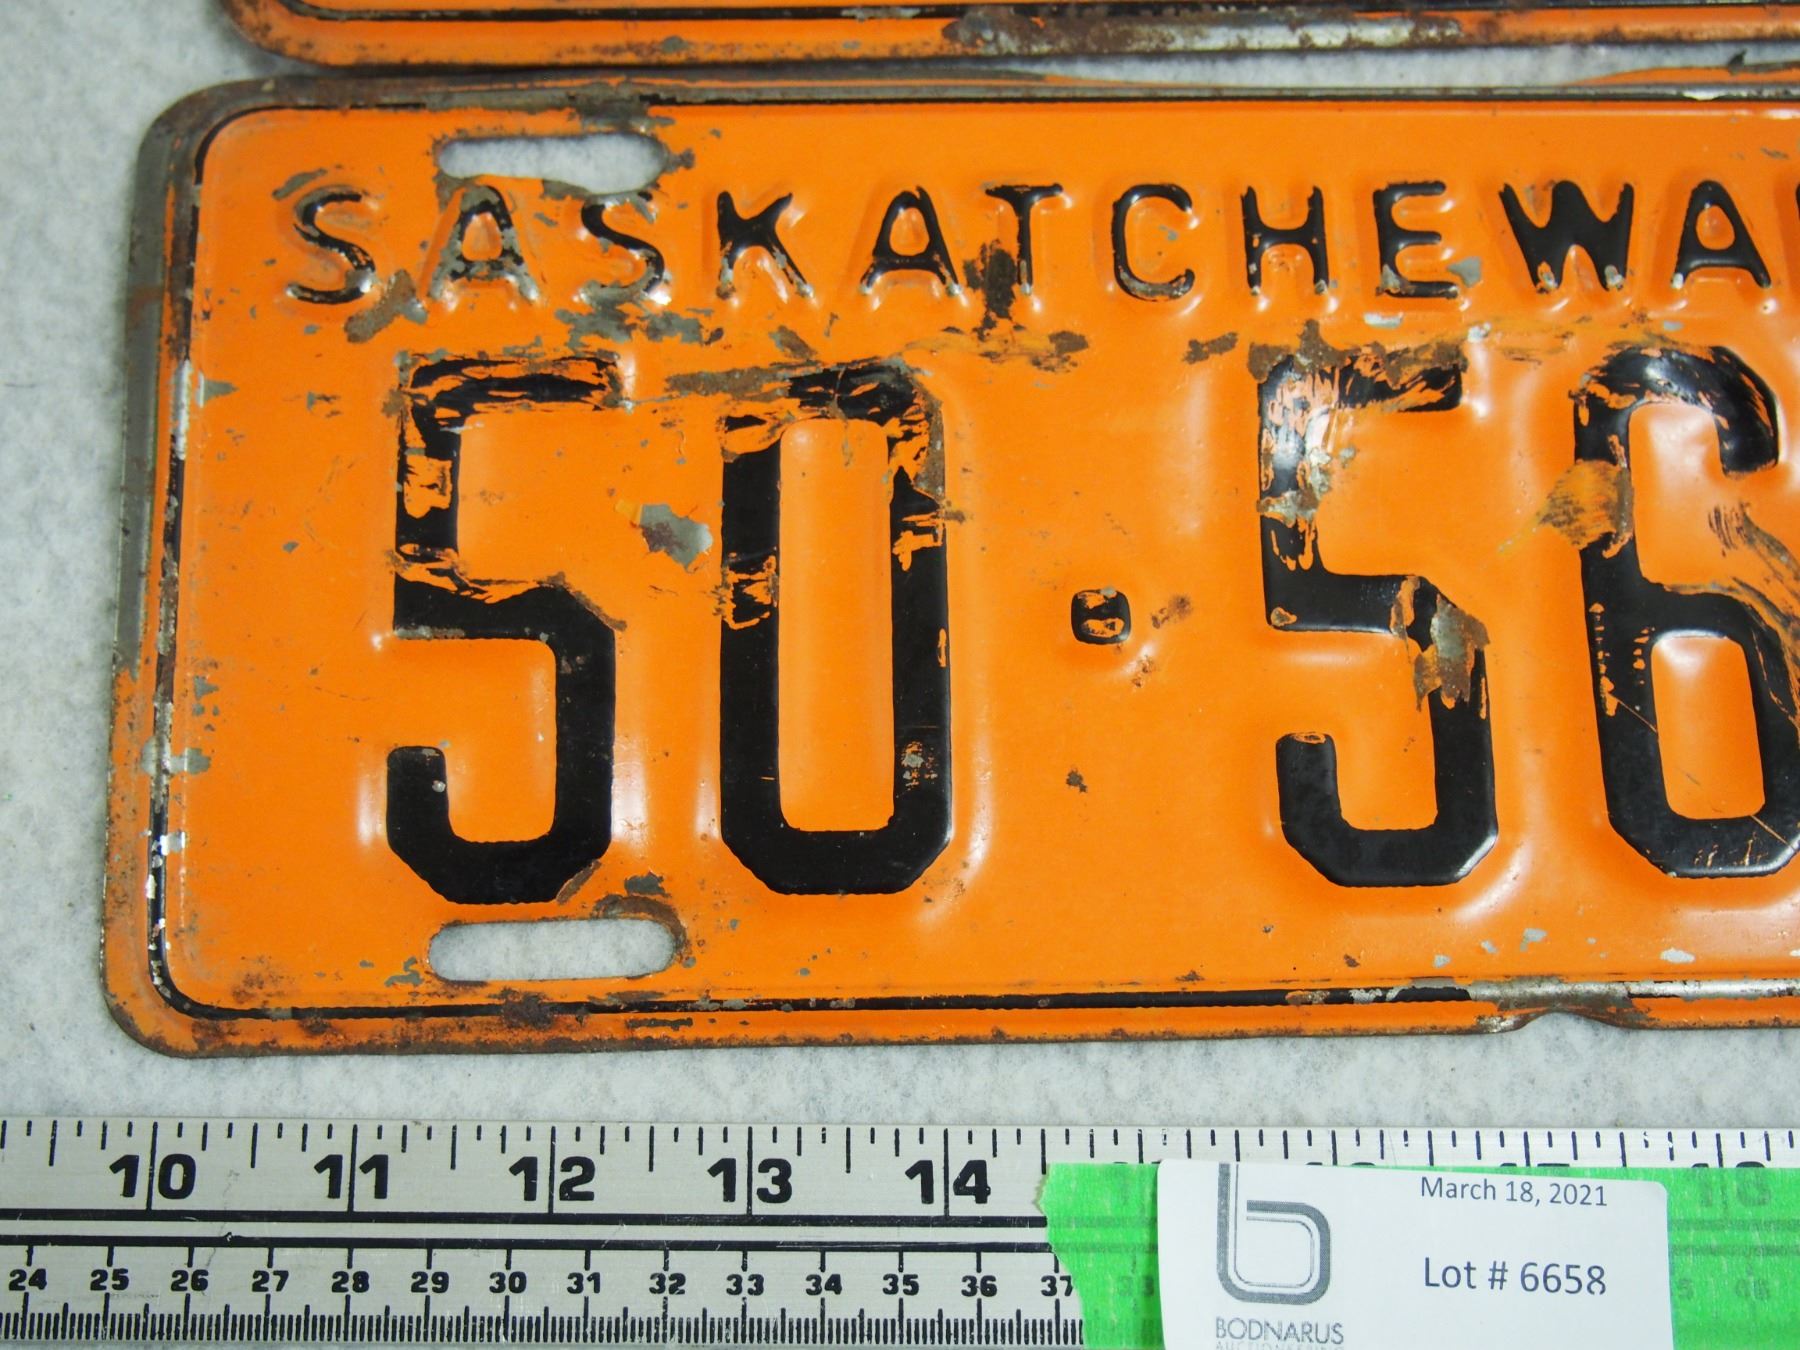 SASKATCHEWA
50·56
10 11 12 13 14
24 25 26 27 28 29 30 31 32 33 34 35 36 37
March 18, 2021
Lot # 6658
BODNARUS
AUCTIONEERING